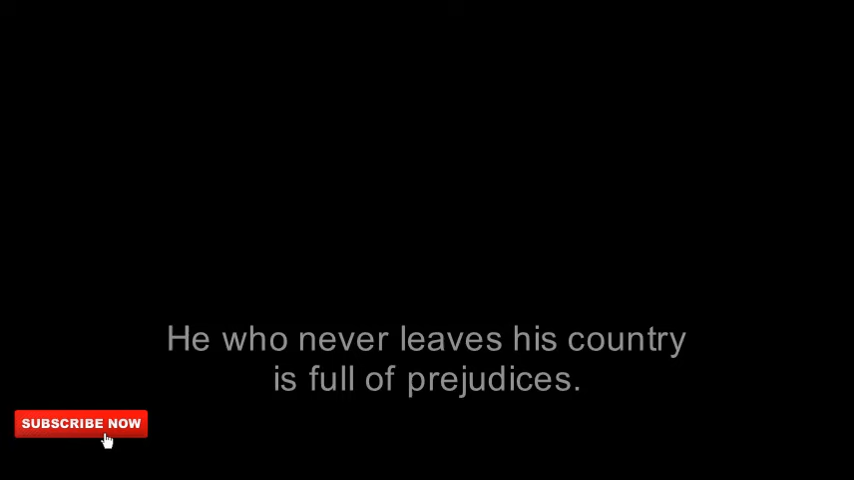 He who never leaves his country
is full of prejudices.
SUBSCRIBE NOW